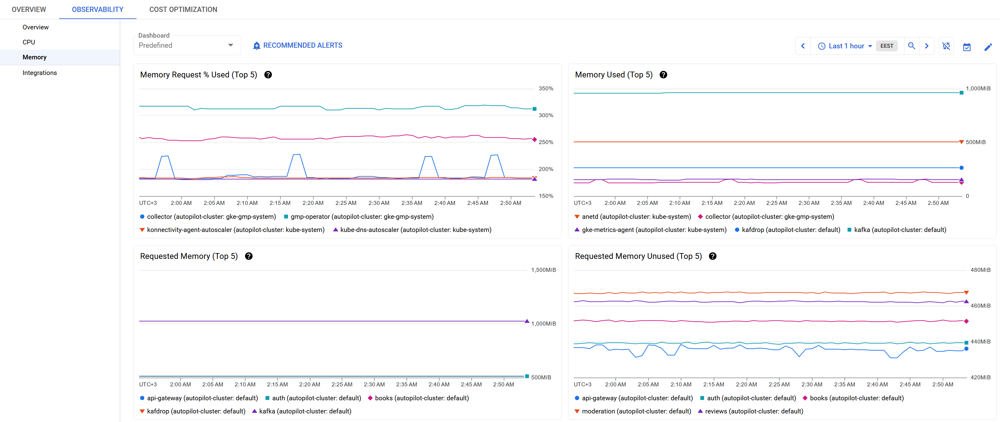 OVERVIEW OBSERVABILITY COST OPTIMIZATION
Overview
CPU
Memory
Integrations
Dashboard
Predefined
RECOMMENDED ALERTS
Last 1 hour EEST
Memory Request % Used (Top 5) ?
350%
300%
250%
200%
150%
UTC+3 2:00 AM 2:05 AM 2:10 AM 2:15 AM 2:20 AM 2:25 AM 2:30 AM 2:35 AM 2:40 AM 2:45 AM 2:50 AM
collector (autopilot-cluster: gke-gmp-system) gmp-operator (autopilot-cluster: gke-gmp-system)
konnectivity-agent-autoscaler (autopilot-cluster: kube-system) kube-dns-autoscaler (autopilot-cluster: kube-system)
Memory Used (Top 5) ?
1,000MiB
500MiB
0
UTC+3 2:00 AM 2:05 AM 2:10 AM 2:15 AM 2:20 AM 2:25 AM 2:30 AM 2:35 AM 2:40 AM 2:45 AM 2:50 AM
anetd (autopilot-cluster: kube-system) collector (autopilot-cluster: gke-gmp-system)
gke-metrics-agent (autopilot-cluster: kube-system) kafdrop (autopilot-cluster: default) kafka (autopilot-cluster: default)
Requested Memory (Top 5) ?
1,500MiB
1,000MiB
500MiB
UTC+3 2:00 AM 2:05 AM 2:10 AM 2:15 AM 2:20 AM 2:25 AM 2:30 AM 2:35 AM 2:40 AM 2:45 AM 2:50 AM
api-gateway (autopilot-cluster: default) auth (autopilot-cluster: default) books (autopilot-cluster: default)
kafdrop (autopilot-cluster: default) kafka (autopilot-cluster: default)
Requested Memory Unused (Top 5) ?
480MiB
460MiB
440MiB
420MiB
UTC+3 2:00 AM 2:05 AM 2:10 AM 2:15 AM 2:20 AM 2:25 AM 2:30 AM 2:35 AM 2:40 AM 2:45 AM 2:50 AM
api-gateway (autopilot-cluster: default) auth (autopilot-cluster: default) books (autopilot-cluster: default)
moderation (autopilot-cluster: default) reviews (autopilot-cluster: default)